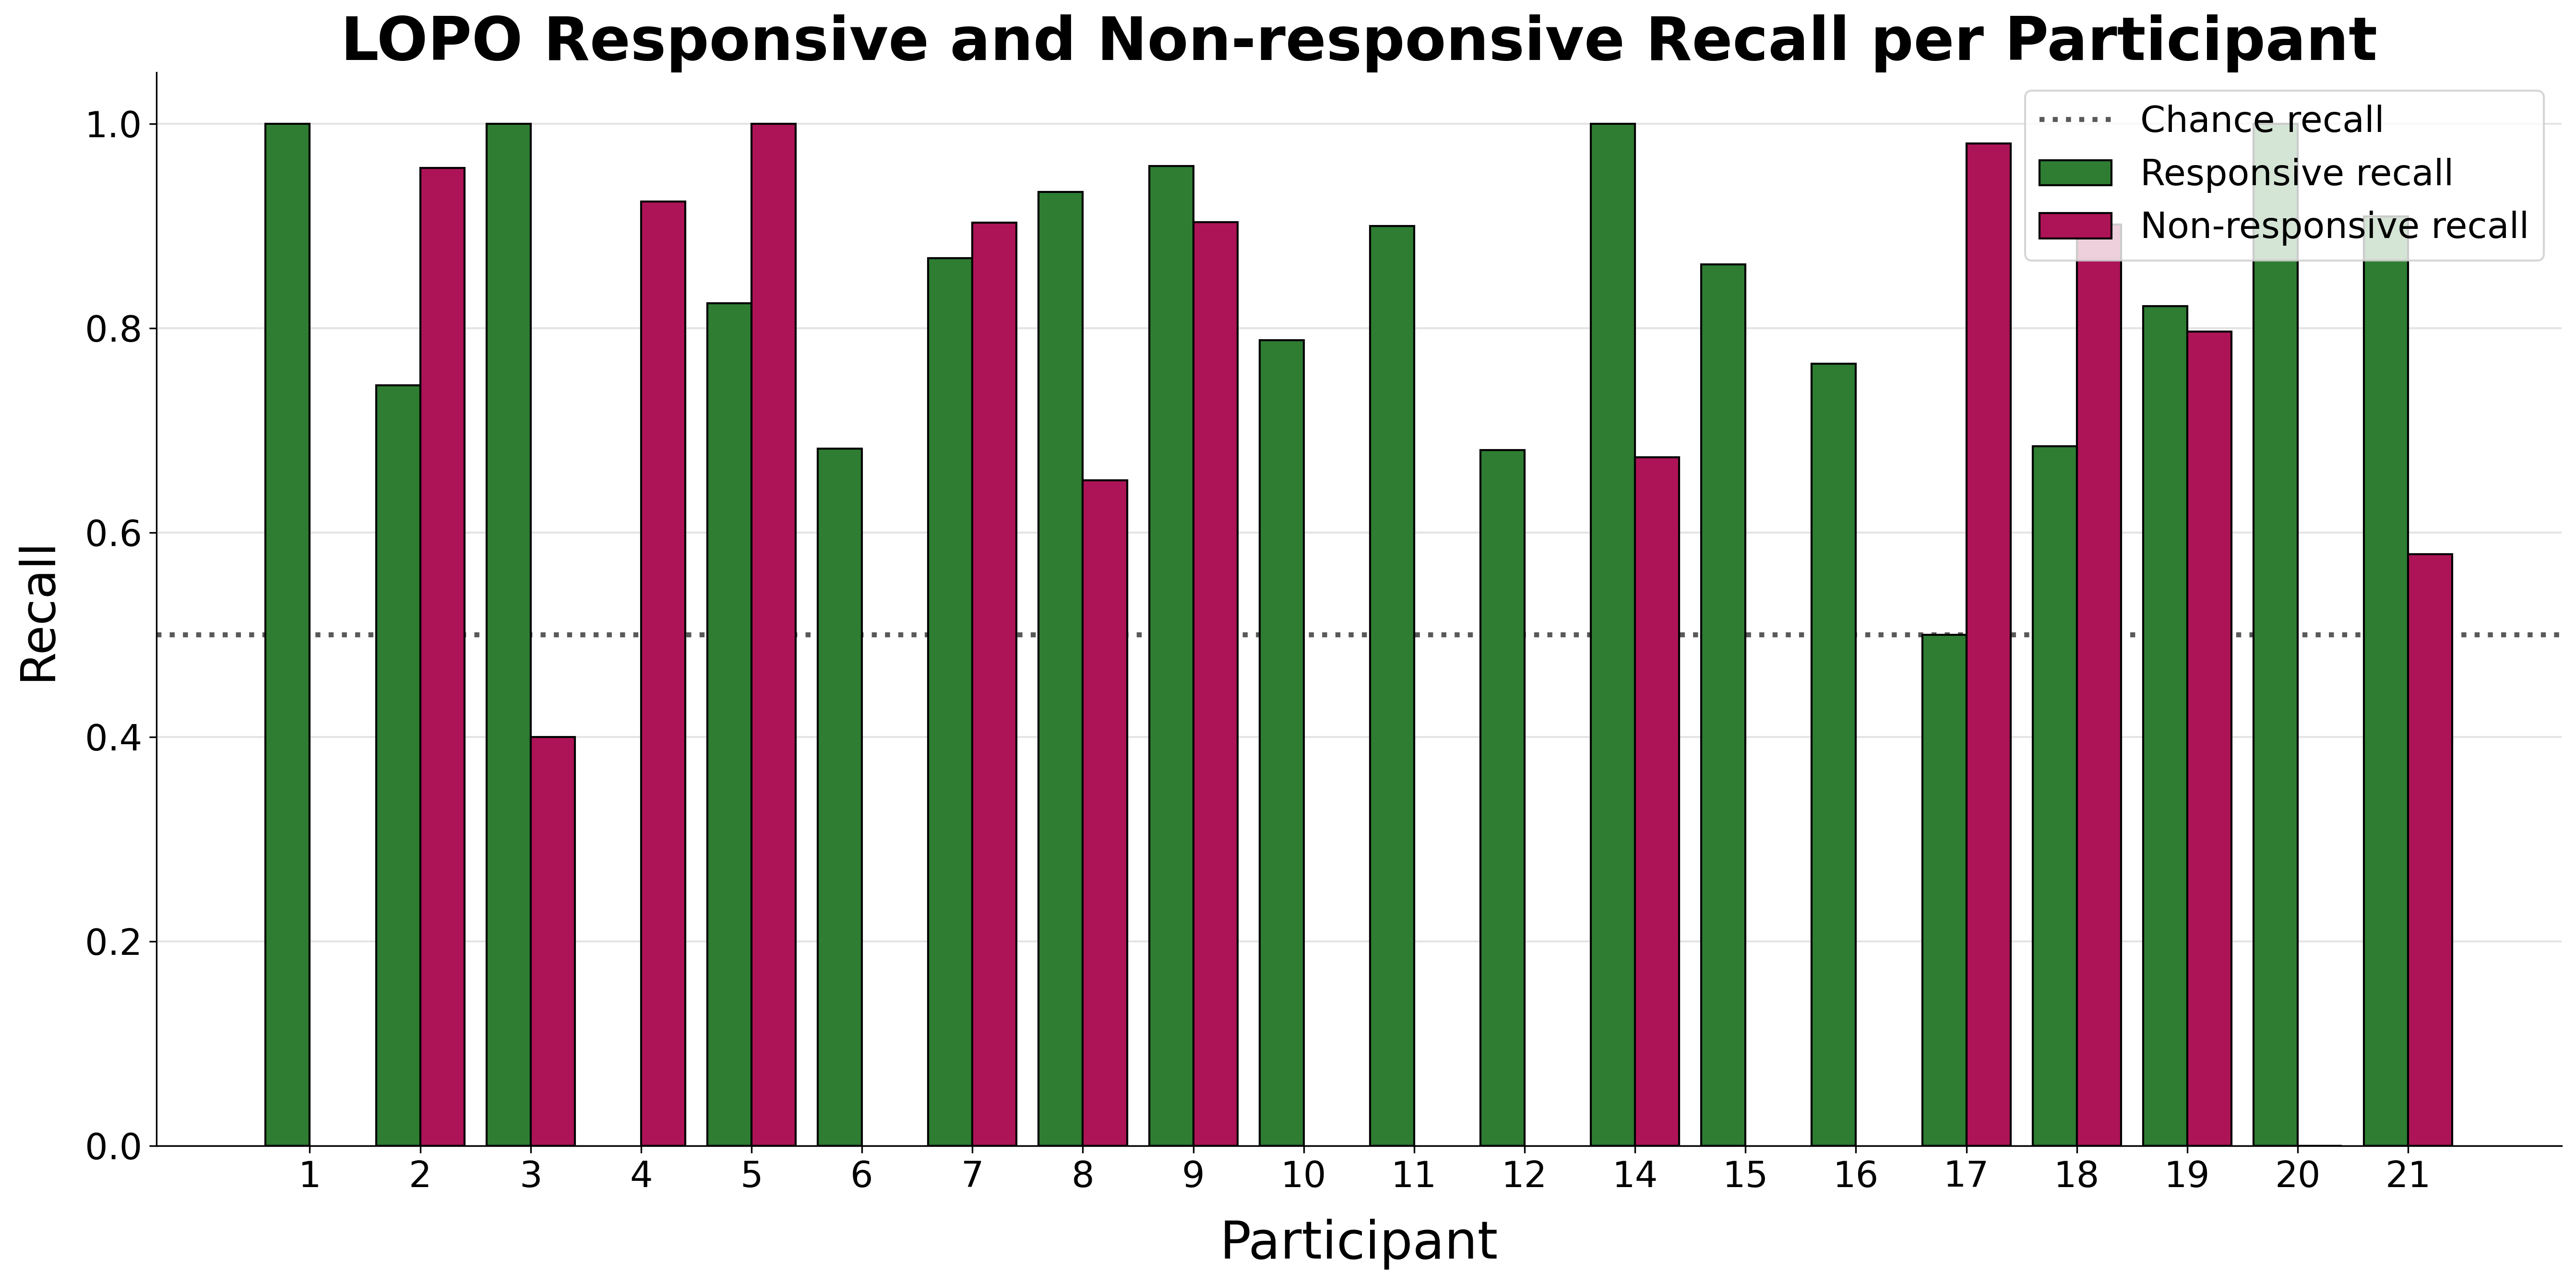 LOPO Responsive and Non-responsive Recall per Participant
Chance recall
Responsive recall
Non-responsive recall
Recall
1.0
0.8
0.6
0.4
0.2
0.0
1 2 3 4 5 6 7 8 9 10 11 12 14 15 16 17 18 19 20 21
Participant